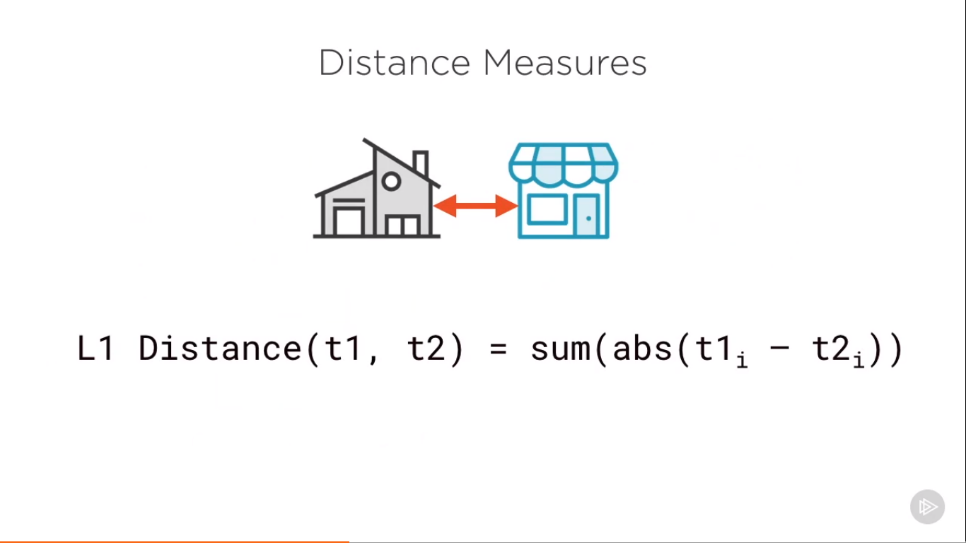 Distance Measures
L1 Distance(t1, t2) = sum(abs(t1ᵢ − t2ᵢ))